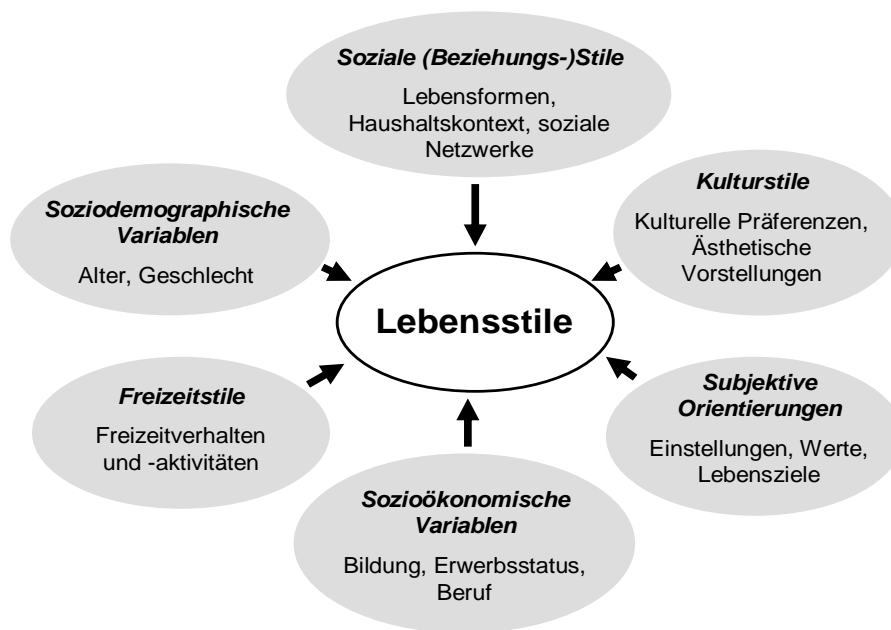 Soziale (Beziehungs-)Stile
Lebensformen,
Haushaltskontext, soziale
Netzwerke
Soziodemographische
Variablen
Alter, Geschlecht
Kulturstile
Kulturelle Präferenzen,
Ästhetische
Vorstellungen
Lebensstile
Freizeitstile
Freizeitverhalten
und -aktivitäten
Subjektive
Orientierungen
Einstellungen, Werte,
Lebensziele
Sozioökonomische
Variablen
Bildung, Erwerbsstatus,
Beruf